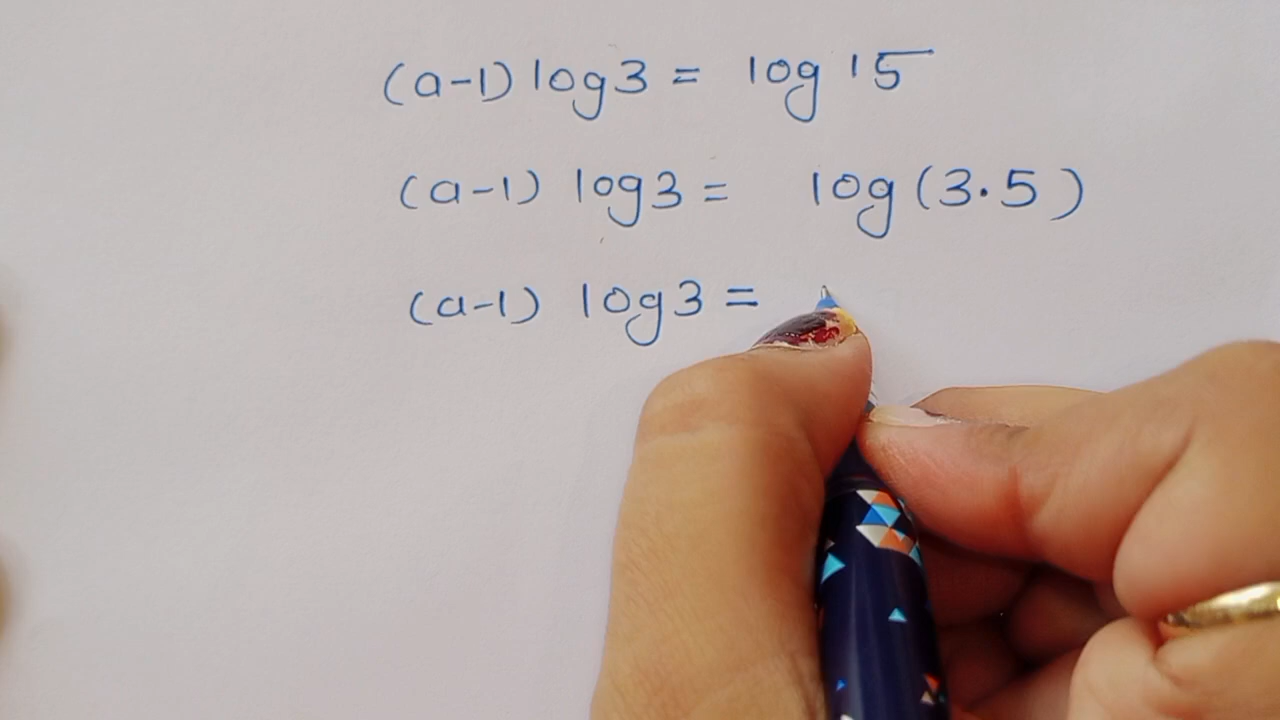 (a-1) log3 = log 15
(a-1) log3 = log(3·5)
(a-1) log3 =